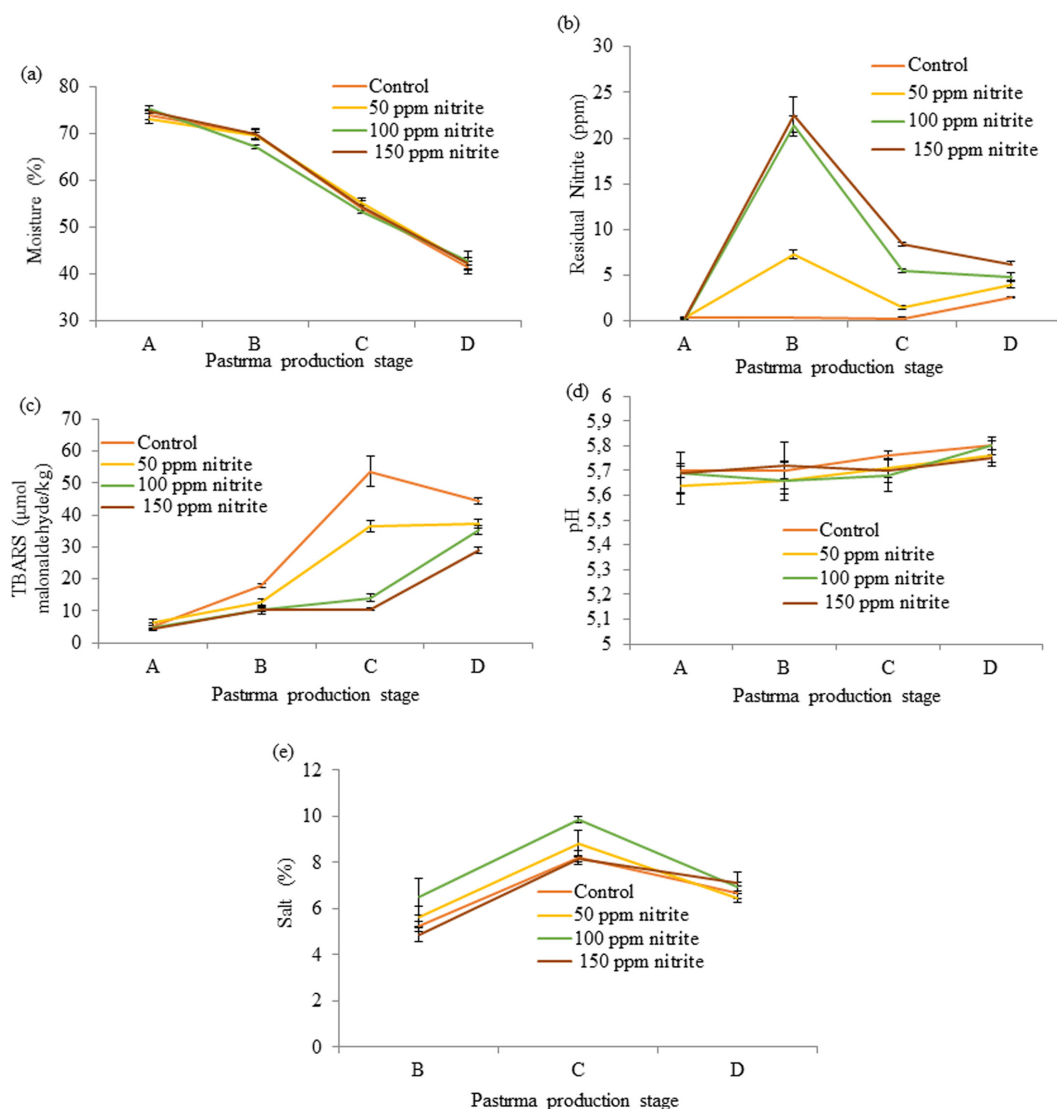 (a)
80
70
60
50
40
30
Moisture (%)
Control
50 ppm nitrite
100 ppm nitrite
150 ppm nitrite
A B C D
Pastırma production stage
(b)
30
25
20
15
10
5
0
Residual Nitrite (ppm)
Control
50 ppm nitrite
100 ppm nitrite
150 ppm nitrite
A B C D
Pastırma production stage
(c)
70
60
50
40
30
20
10
0
TBARS (µmol
malonaldehyde/kg)
Control
50 ppm nitrite
100 ppm nitrite
150 ppm nitrite
A B C D
Pastırma production stage
(d)
6
5,9
5,8
5,7
5,6
5,5
5,4
5,3
5,2
5,1
5
pH
Control
50 ppm nitrite
100 ppm nitrite
150 ppm nitrite
A B C D
Pastırma production stage
(e)
12
10
8
6
4
2
0
Salt (%)
Control
50 ppm nitrite
100 ppm nitrite
150 ppm nitrite
B C D
Pastırma production stage